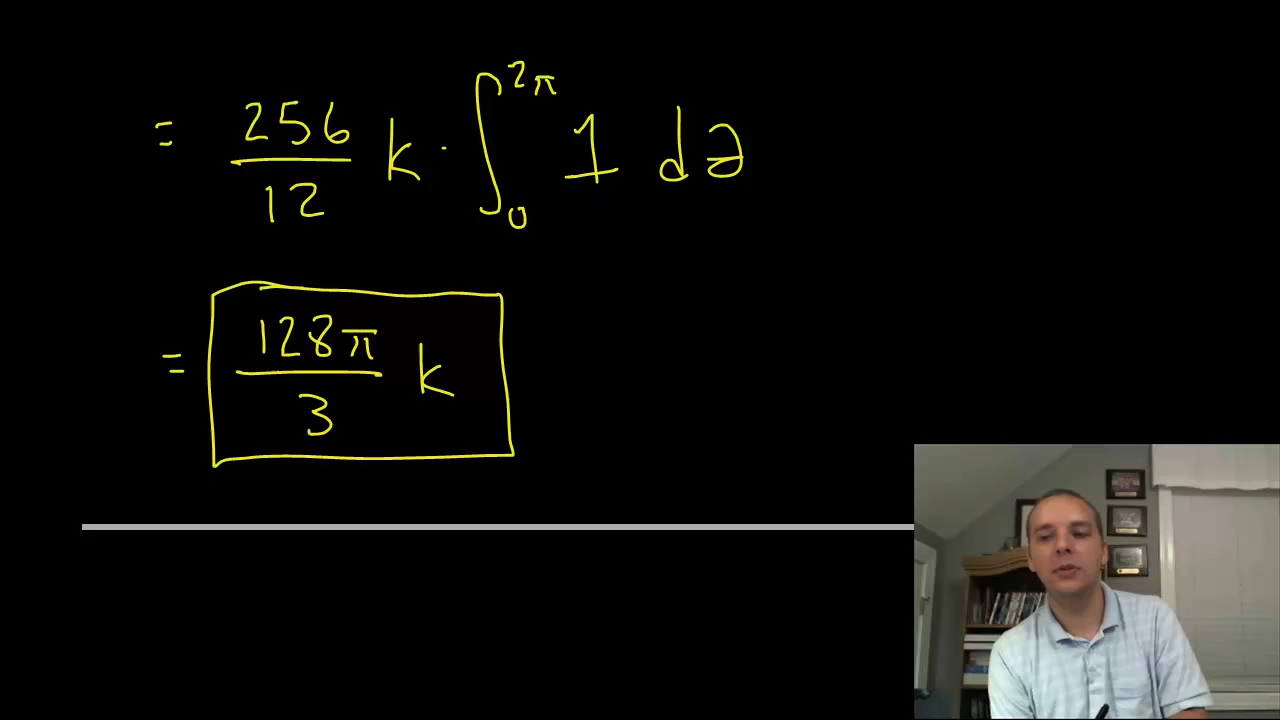 = 256/12 k · ∫₀^2π 1 dθ
= 128π/3 k